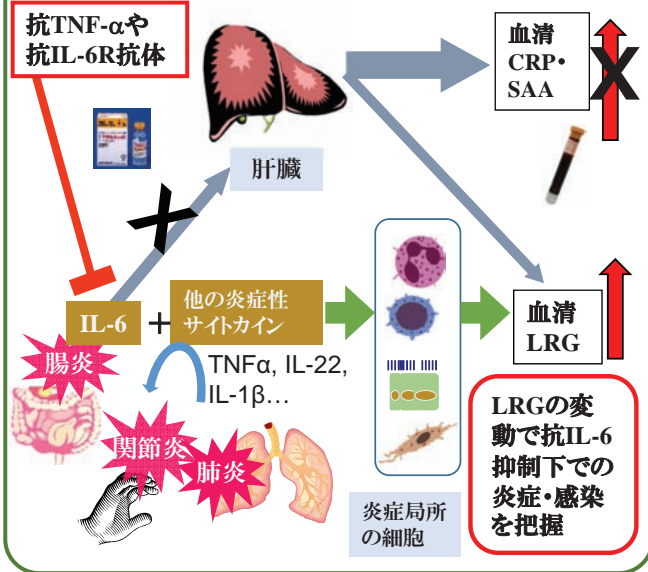 抗TNF-αや
抗IL-6R抗体
血清
CRP・
SAA
肝臓
IL-6
+
他の炎症性
サイトカイン
TNFα, IL-22,
IL-1β…
腸炎
関節炎
肺炎
血清
LRG
炎症局所
の細胞
LRGの変
動で抗IL-6
抑制下での
炎症・感染
を把握